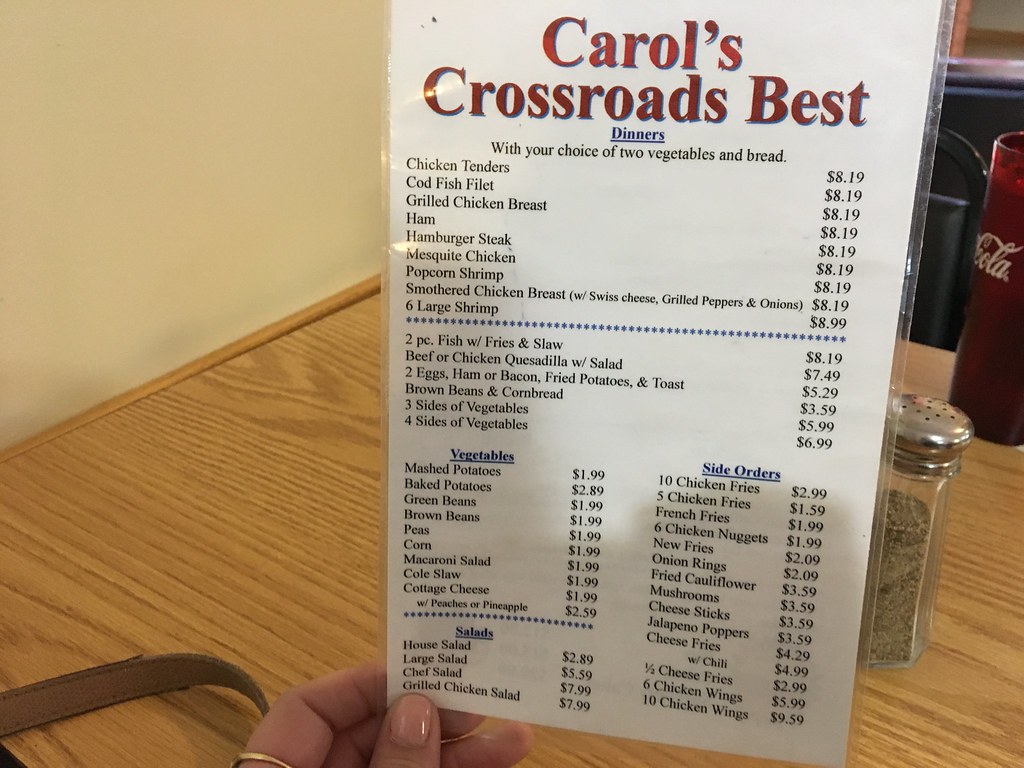 Carol's
Crossroads Best
Dinners
With your choice of two vegetables and bread.
Chicken Tenders $8.19
Cod Fish Filet $8.19
Grilled Chicken Breast $8.19
Ham $8.19
Hamburger Steak $8.19
Mesquite Chicken $8.19
Popcorn Shrimp $8.19
Smothered Chicken Breast (w/ Swiss cheese, Grilled Peppers & Onions) $8.19
6 Large Shrimp $8.99
2 pc. Fish w/ Fries & Slaw $8.19
Beef or Chicken Quesadilla w/ Salad $7.49
2 Eggs, Ham or Bacon, Fried Potatoes, & Toast $5.29
Brown Beans & Cornbread $3.59
3 Sides of Vegetables $5.99
4 Sides of Vegetables $6.99
Vegetables
Mashed Potatoes $1.99
Baked Potatoes $2.89
Green Beans $1.99
Brown Beans $1.99
Peas $1.99
Corn $1.99
Macaroni Salad $1.99
Cole Slaw $1.99
Cottage Cheese $1.99
w/ Peaches or Pineapple $2.59
Salads
House Salad $2.89
Large Salad $5.59
Chef Salad $7.99
Grilled Chicken Salad $7.99
Side Orders
10 Chicken Fries $2.99
5 Chicken Fries $1.59
French Fries $1.99
6 Chicken Nuggets $1.99
New Fries $2.09
Onion Rings $2.09
Fried Cauliflower $3.59
Mushrooms $3.59
Cheese Sticks $3.59
Jalapeno Poppers $3.59
Cheese Fries $4.29
w/ Chili $4.99
½ Cheese Fries $2.99
6 Chicken Wings $5.99
10 Chicken Wings $9.59
Cola